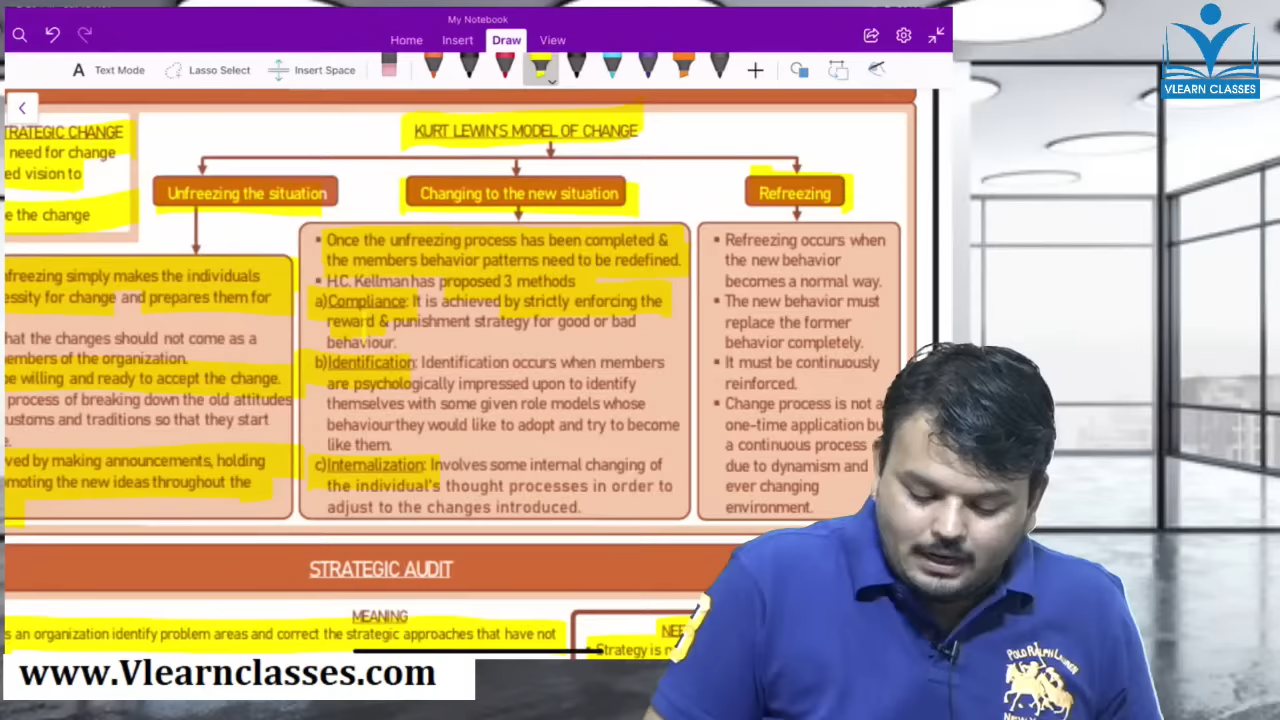 My Notebook
Home Insert Draw View
Text Mode Lasso Select Insert Space
VLEARN CLASSES
STRATEGIC CHANGE
need for change
vision to
the change
KURT LEWIN'S MODEL OF CHANGE
Unfreezing the situation
Changing to the new situation
Refreezing
simply makes the individuals
for change and prepares them for
that the changes should not come as a
members of the organization.
be willing and ready to accept the change.
process of breaking down the old attitudes
customs and traditions so that they start
by making announcements, holding
the new ideas throughout the
▪ Once the unfreezing process has been completed &
the members behavior patterns need to be redefined.
▪ H.C. Kellman has proposed 3 methods
a)Compliance: It is achieved by strictly enforcing the
reward & punishment strategy for good or bad
behaviour.
b)Identification: Identification occurs when members
are psychologically impressed upon to identify
themselves with some given role models whose
behaviourthey would like to adopt and try to become
like them.
c)Internalization: Involves some internal changing of
the individual's thought processes in order to
adjust to the changes introduced.
▪ Refreezing occurs when
the new behavior
becomes a normal way.
▪ The new behavior must
replace the former
behavior completely.
▪ It must be continuously
reinforced.
▪ Change process is not a
one-time application
a continuous process
due to dynamism and
ever changing
environment.
STRATEGIC AUDIT
MEANING
an organization identify problem areas and correct the strategic approaches that have not
▪ Strategy is
www.Vlearnclasses.com
POLO RALPH LAUREN
NEW